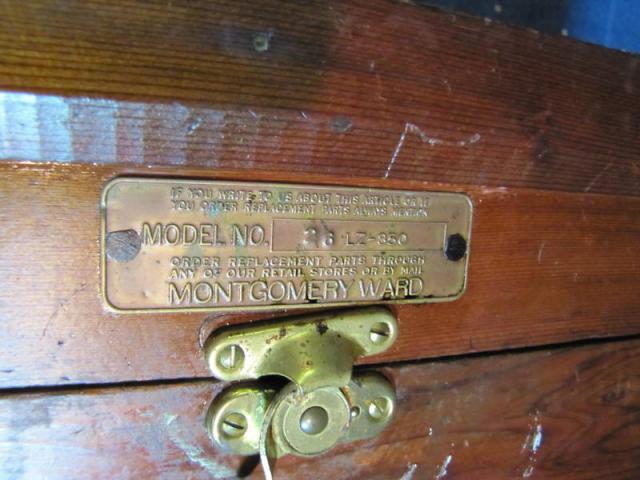 IF YOU WRITE TO US ABOUT THIS ARTICLE OR IF
YOU ORDER REPLACEMENT PARTS ALWAYS MENTION
MODEL NO. LZ-850
ORDER REPLACEMENT PARTS THROUGH
ANY OF OUR RETAIL STORES OR BY MAIL
MONTGOMERY WARD